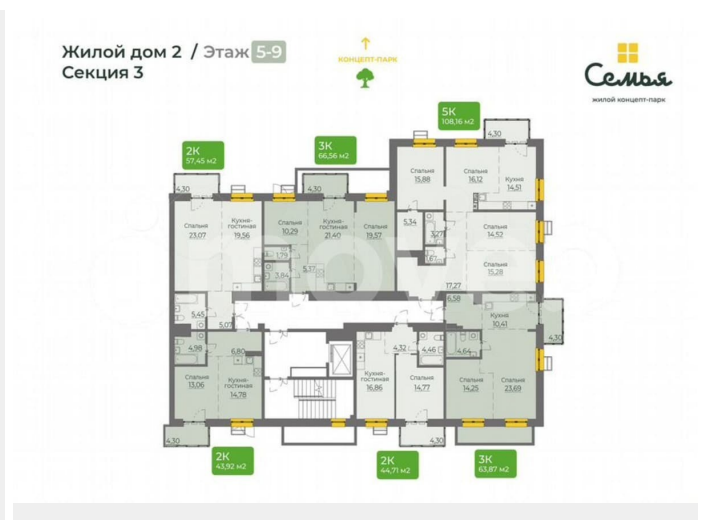 Жилой дом 2 / Этаж 5-9
Секция 3
КОНЦЕПТ-ПАРК
Семья
жилой концепт-парк
5К
108,16 м2
3К
66,56 м2
2К
57,45 м2
4,30
4,30
4,30
Спальня
15,88
Спальня
16,12
Кухня
14,51
Спальня
23,07
Кухня-
гостиная
19,56
Спальня
10,29
Кухня-
гостиная
21,40
Спальня
19,57
5,34
3,27
Спальня
14,52
1,79
1,67
Спальня
15,28
5,37
3,84
17,27
6,58
5,45
5,07
Кухня
10,41
4,30
4,98
6,80
4,32
4,46
4,64
Спальня
13,06
Кухня-
гостиная
14,78
Кухня-
гостиная
16,86
Спальня
14,77
Спальня
14,25
Спальня
23,69
4,30
4,30
2К
43,92 м2
2К
44,71 м2
3К
63,87 м2